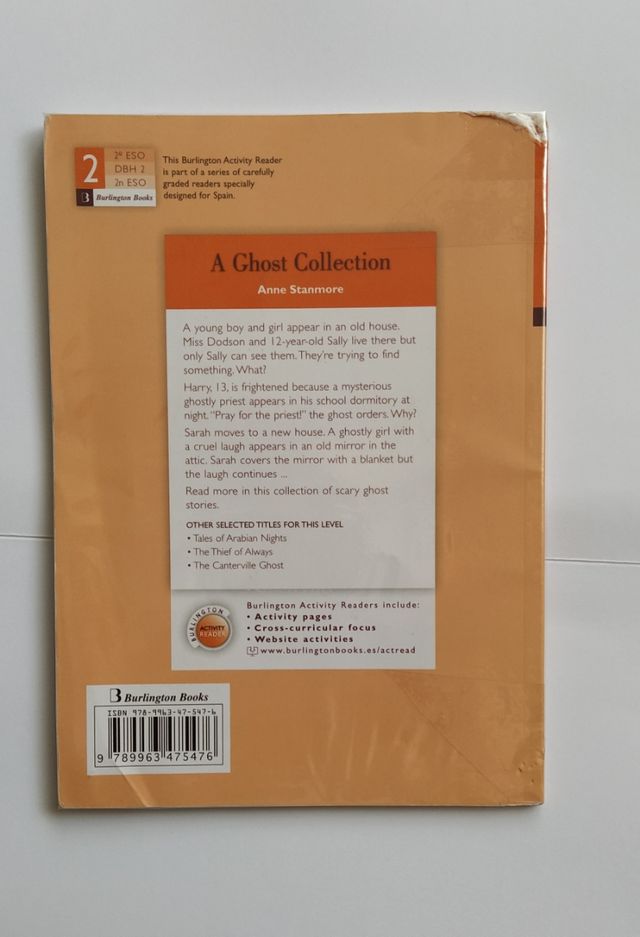 2
2º ESO
DBH 2
2n ESO
B Burlington Books
This Burlington Activity Reader
is part of a series of carefully
graded readers specially
designed for Spain.
A Ghost Collection
Anne Stanmore
A young boy and girl appear in an old house.
Miss Dodson and 12-year-old Sally live there but
only Sally can see them. They're trying to find
something. What?
Harry, 13, is frightened because a mysterious
ghostly priest appears in his school dormitory at
night. "Pray for the priest!" the ghost orders. Why?
Sarah moves to a new house. A ghostly girl with
a cruel laugh appears in an old mirror in the
attic. Sarah covers the mirror with a blanket but
the laugh continues ...
Read more in this collection of scary ghost
stories.
OTHER SELECTED TITLES FOR THIS LEVEL
• Tales of Arabian Nights
• The Thief of Always
• The Canterville Ghost
BURLINGTON
ACTIVITY
READER
Burlington Activity Readers include:
• Activity pages
• Cross-curricular focus
• Website activities
www.burlingtonbooks.es/actread
B Burlington Books
ISBN 978-9963-47-547-6
9 789963 475476